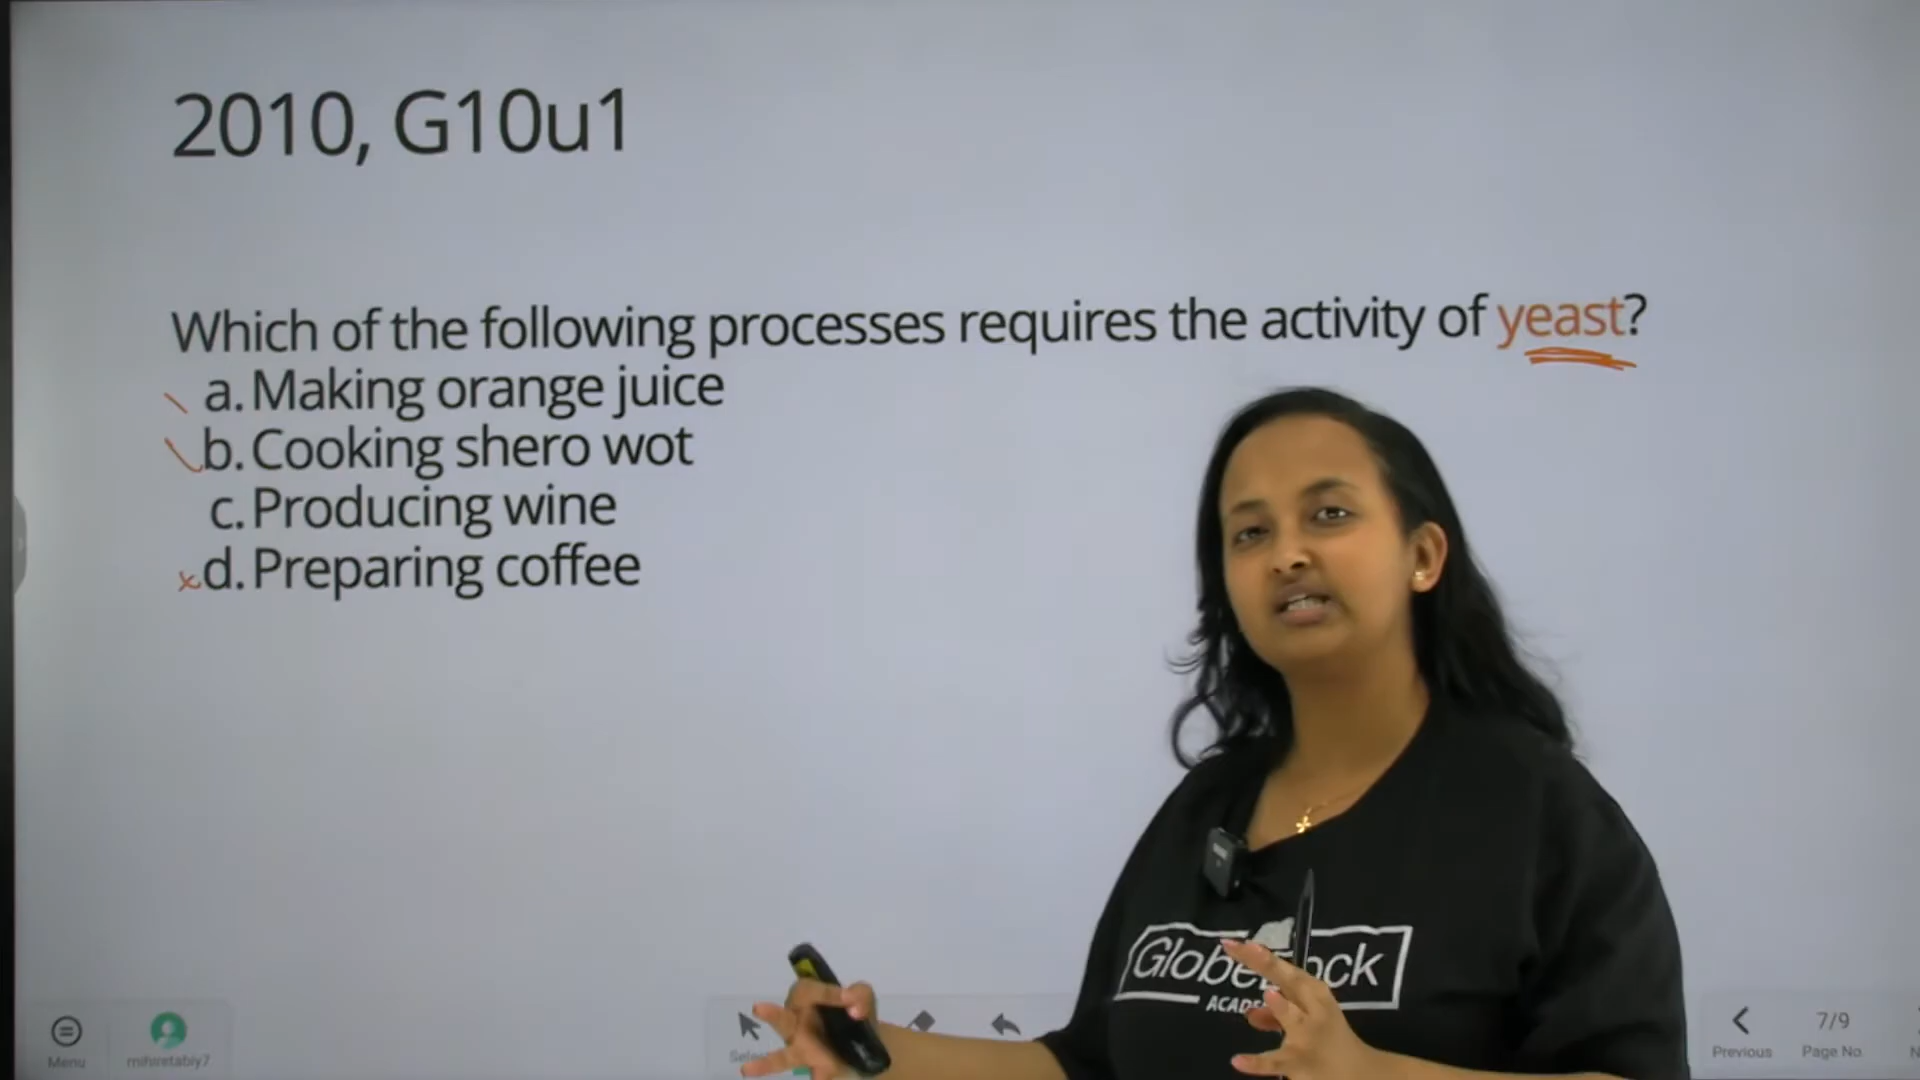 2010, G10u1
Which of the following processes requires the activity of yeast?
a. Making orange juice
b. Cooking shero wot
c. Producing wine
d. Preparing coffee
Menu
mihiretabiy7
Previous
7/9
Page No.